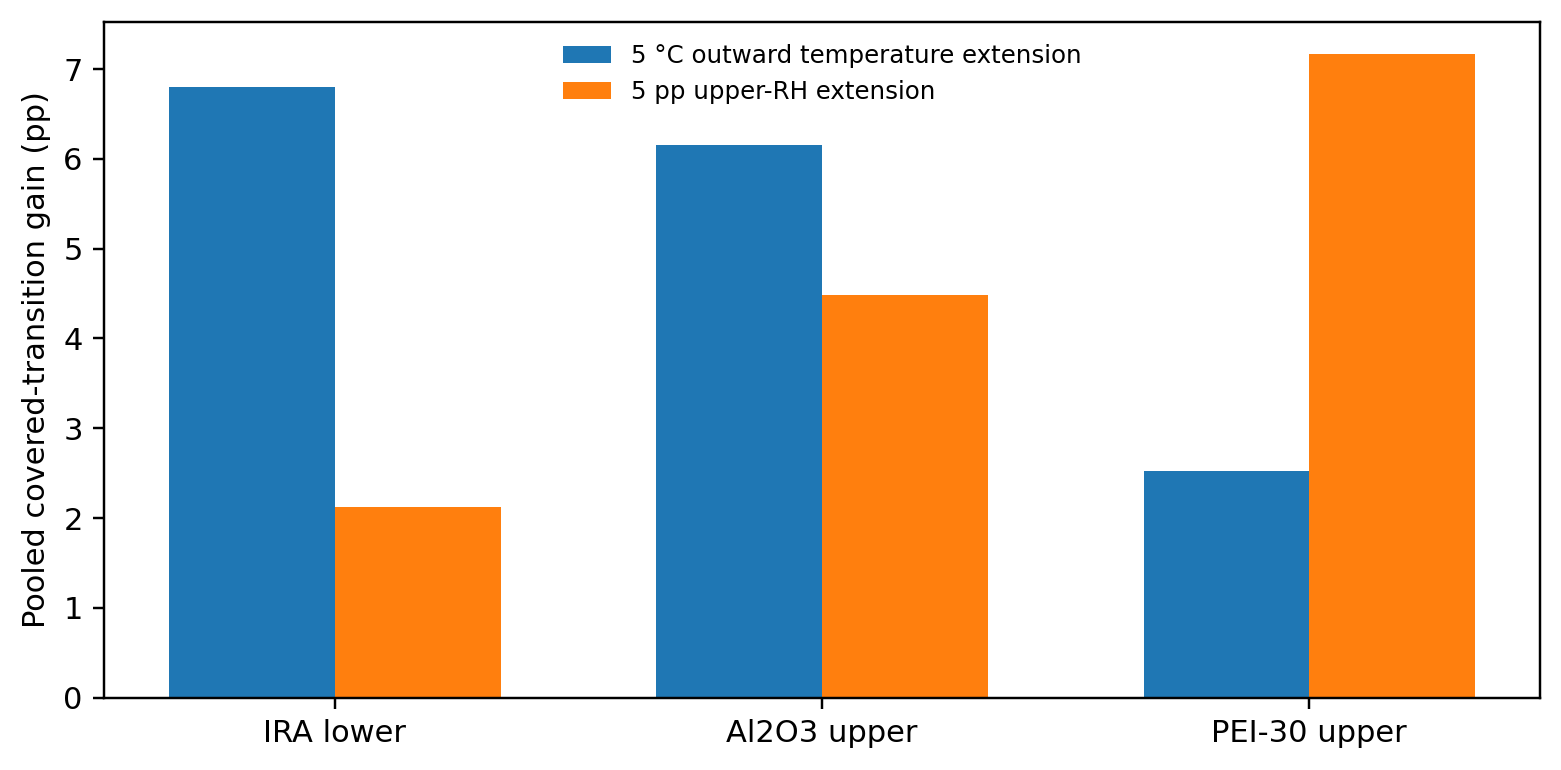 Pooled covered-transition gain (pp)
7
6
5
4
3
2
1
0
5 °C outward temperature extension
5 pp upper-RH extension
IRA lower
Al2O3 upper
PEI-30 upper